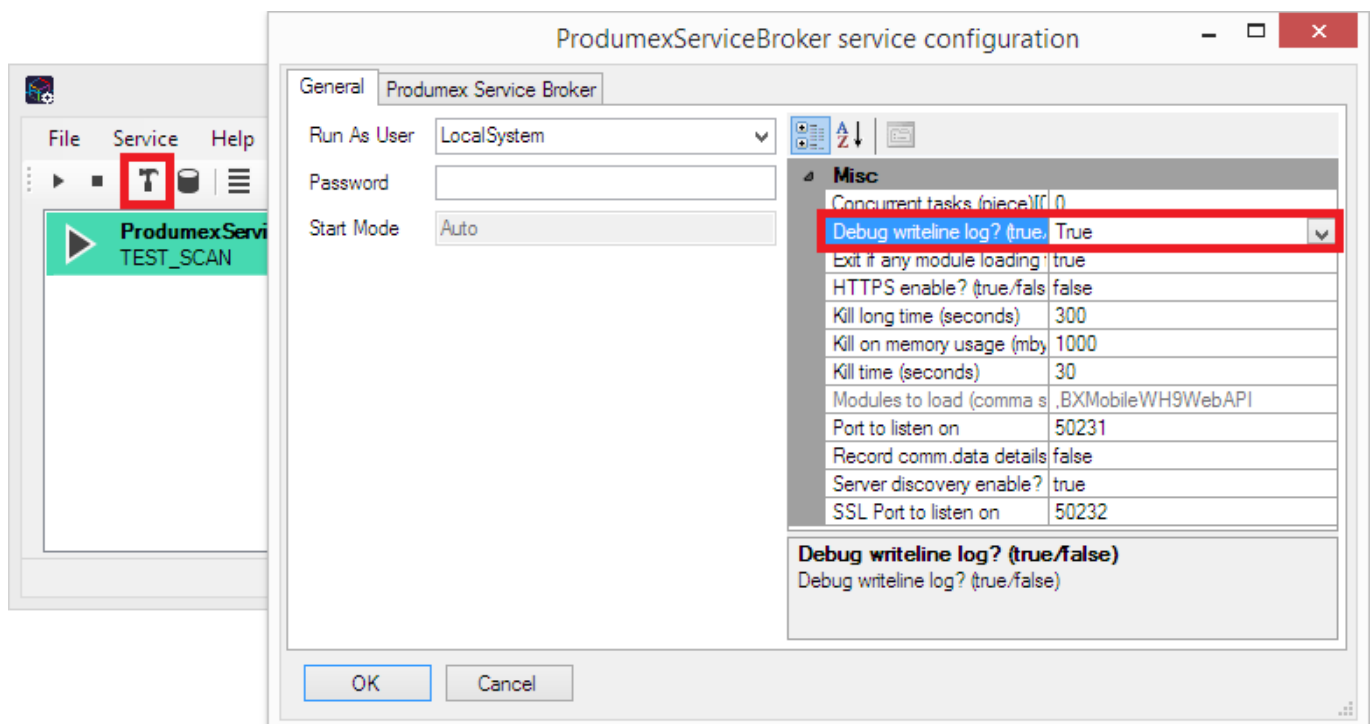 ProdumexServiceBroker service configuration
File Service Help
ProdumexServi
TEST_SCAN
General Produmex Service Broker
Run As User LocalSystem
Password
Start Mode Auto
Misc
Concurrent tasks (piece)[( 0
Debug writeline log? (true, True
Exit if any module loading true
HTTPS enable? (true/fals false
Kill long time (seconds) 300
Kill on memory usage (mby 1000
Kill time (seconds) 30
Modules to load (comma s ,BXMobileWH9WebAPI
Port to listen on 50231
Record comm.data details false
Server discovery enable? true
SSL Port to listen on 50232
Debug writeline log? (true/false)
Debug writeline log? (true/false)
OK Cancel